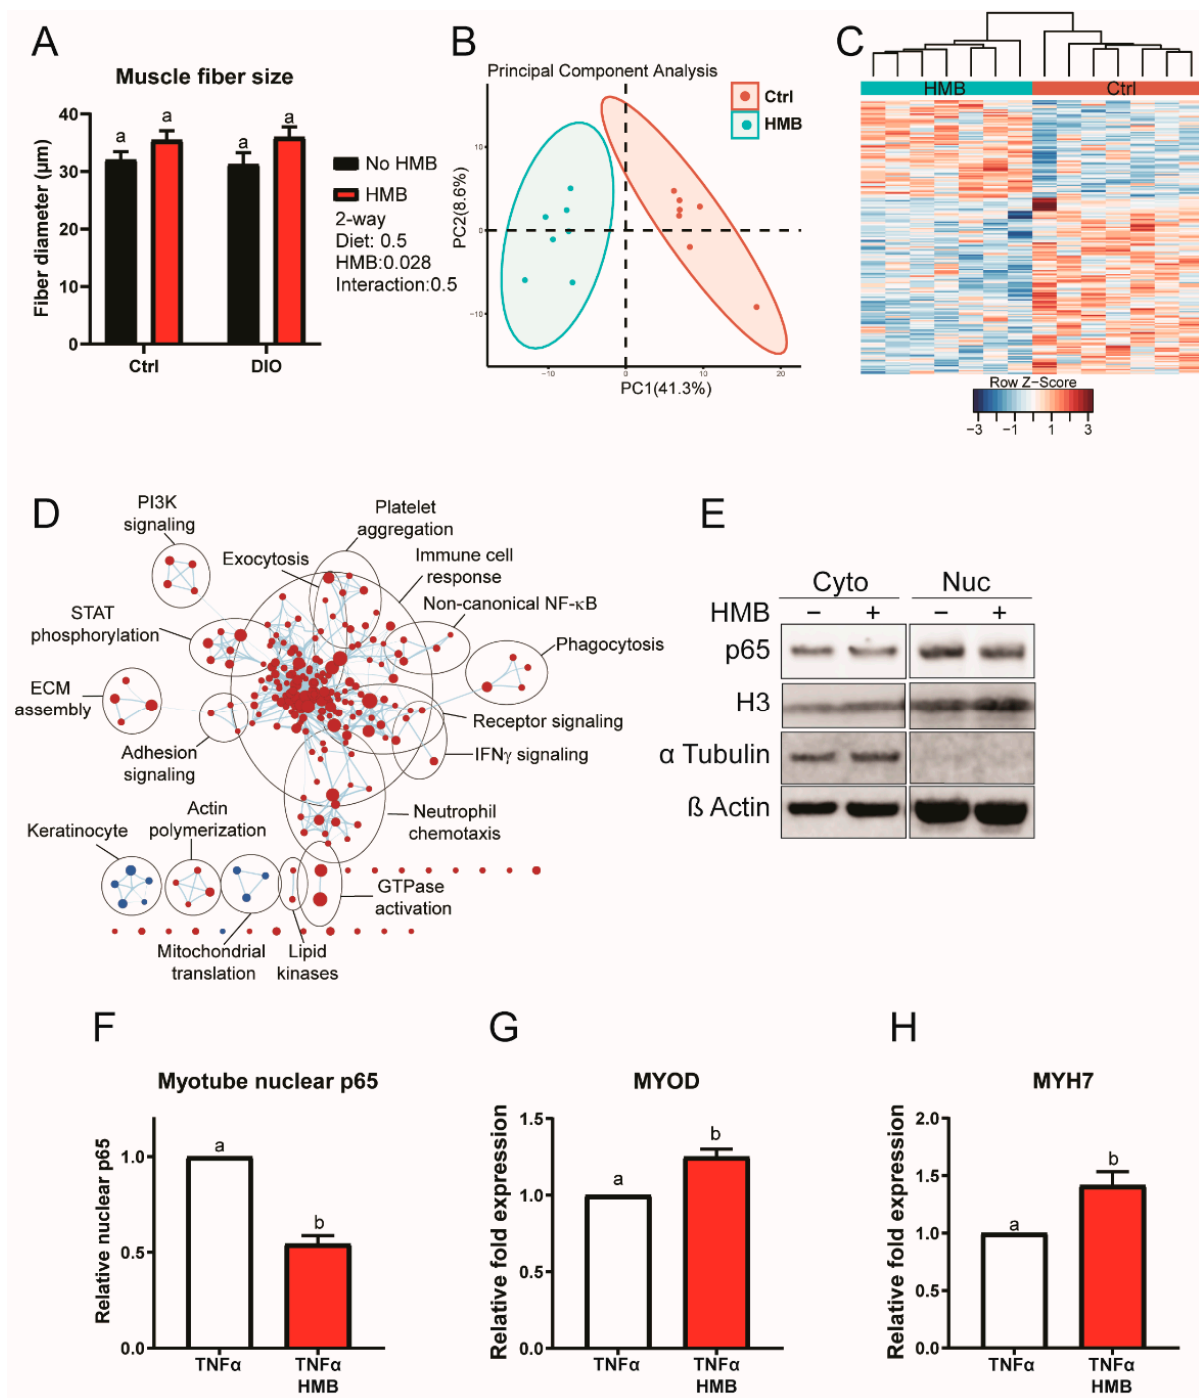 A
Muscle fiber size
Fiber diameter (μm)
40
30
20
10
0
a
a
a
a
Ctrl
DIO
No HMB
HMB
2-way
Diet: 0.5
HMB:0.028
Interaction:0.5
B
Principal Component Analysis
Ctrl
HMB
PC2(8.6%)
10
0
−10
−10
0
10
20
PC1(41.3%)
C
HMB
Ctrl
Row Z−Score
−3
−1
1
3
D
PI3K
signaling
Platelet
aggregation
Exocytosis
Immune cell
response
STAT
phosphorylation
Non-canonical NF-κB
Phagocytosis
ECM
assembly
Adhesion
signaling
Receptor signaling
IFNγ signaling
Actin
polymerization
Keratinocyte
Neutrophil
chemotaxis
GTPase
activation
Mitochondrial
translation
Lipid
kinases
E
Cyto
Nuc
HMB
−
+
−
+
p65
H3
α Tubulin
ß Actin
F
Myotube nuclear p65
Relative nuclear p65
1.0
0.5
0.0
a
b
TNFα
TNFα
HMB
G
MYOD
Relative fold expression
1.5
1.0
0.5
0.0
a
b
TNFα
TNFα
HMB
H
MYH7
Relative fold expression
2.0
1.5
1.0
0.5
0.0
a
b
TNFα
TNFα
HMB